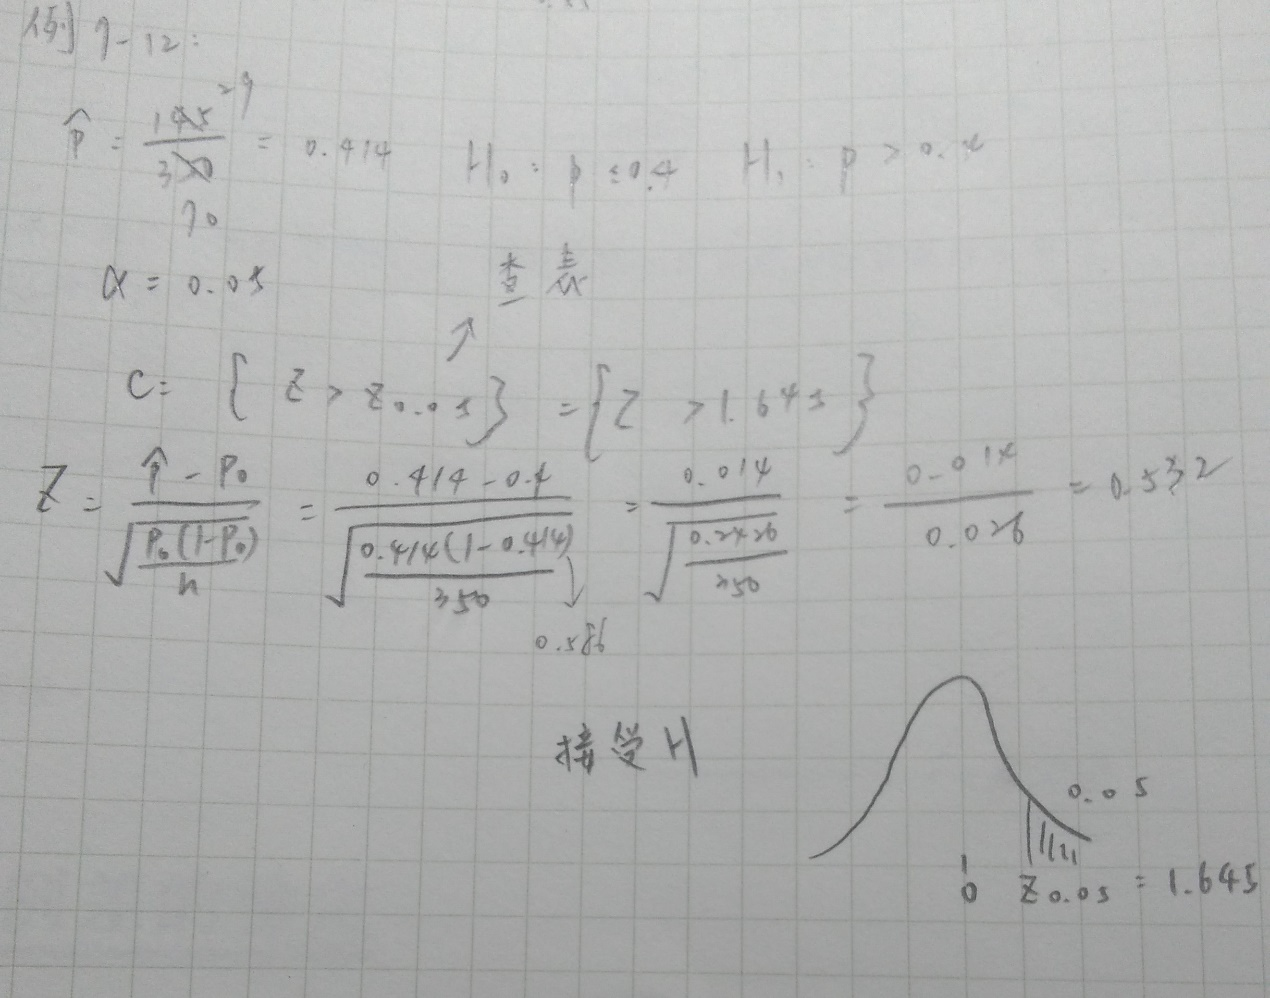 例 7-12:
p̂ = 145/350 = 29/70 = 0.414 H₀: p ≤ 0.4 H₁: p > 0.4
α = 0.05 查表
C = { Z > Z0.05 } = { Z > 1.645 }
Z = (p̂ - P₀)/√(P₀(1-P₀)/n) = (0.414 - 0.4)/√(0.414(1-0.414)/350) = 0.014/√(0.2426/350) = 0.014/0.026 = 0.532
0.586
接受H
0.05
0 Z0.05 = 1.645